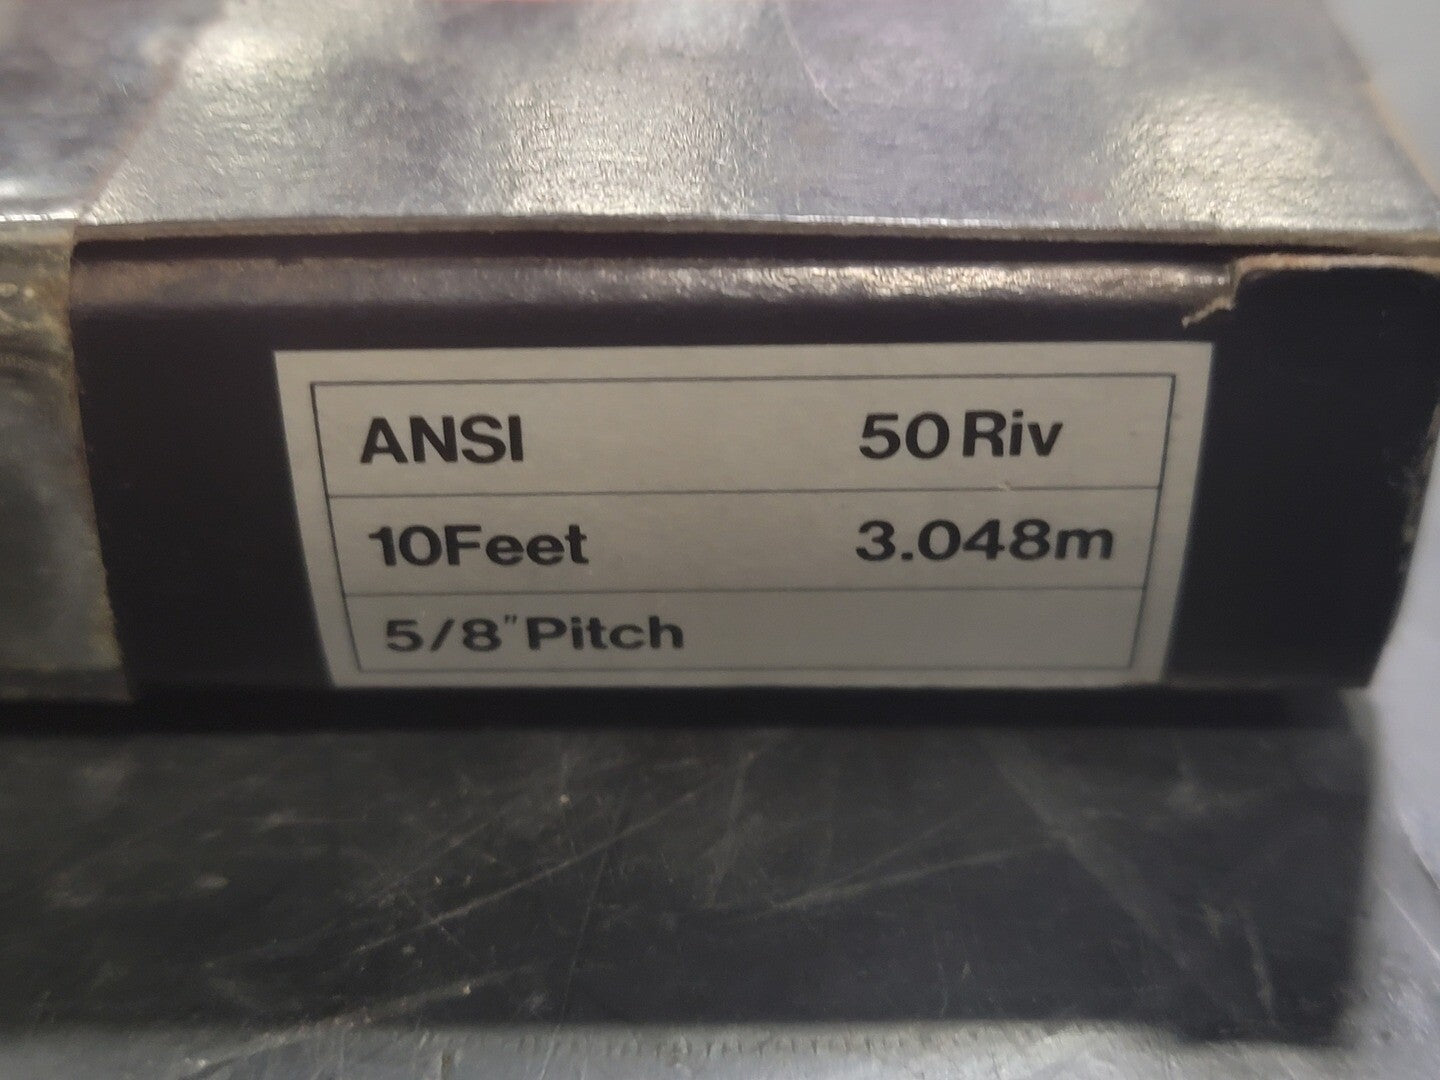 ANSI 50 Riv
10Feet 3.048m
5/8" Pitch